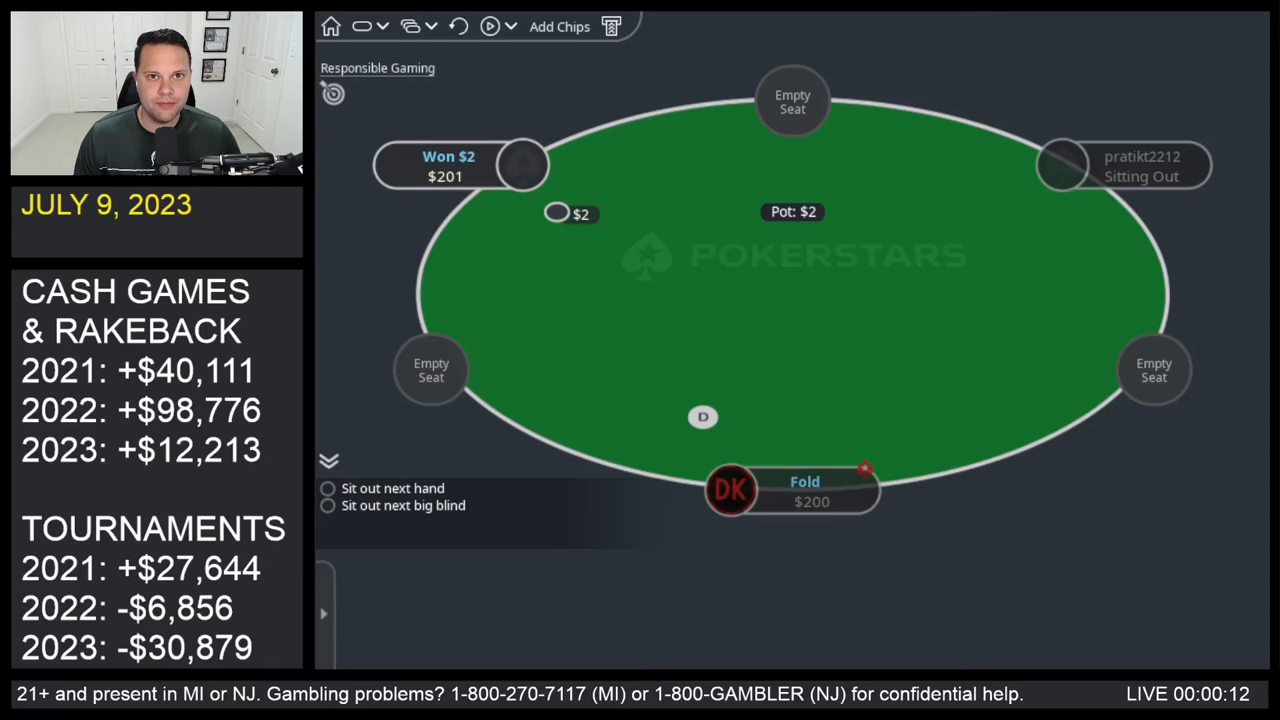 Add Chips
Responsible Gaming
Empty
Seat
Won $2
$201
pratikt2212
Sitting Out
JULY 9, 2023
$2
Pot: $2
POKERSTARS
CASH GAMES
& RAKEBACK
2021: +$40,111
2022: +$98,776
2023: +$12,213
Empty
Seat
Empty
Seat
D
DK
Fold
$200
Sit out next hand
Sit out next big blind
TOURNAMENTS
2021: +$27,644
2022: -$6,856
2023: -$30,879
21+ and present in MI or NJ. Gambling problems? 1-800-270-7117 (MI) or 1-800-GAMBLER (NJ) for confidential help.
LIVE 00:00:12